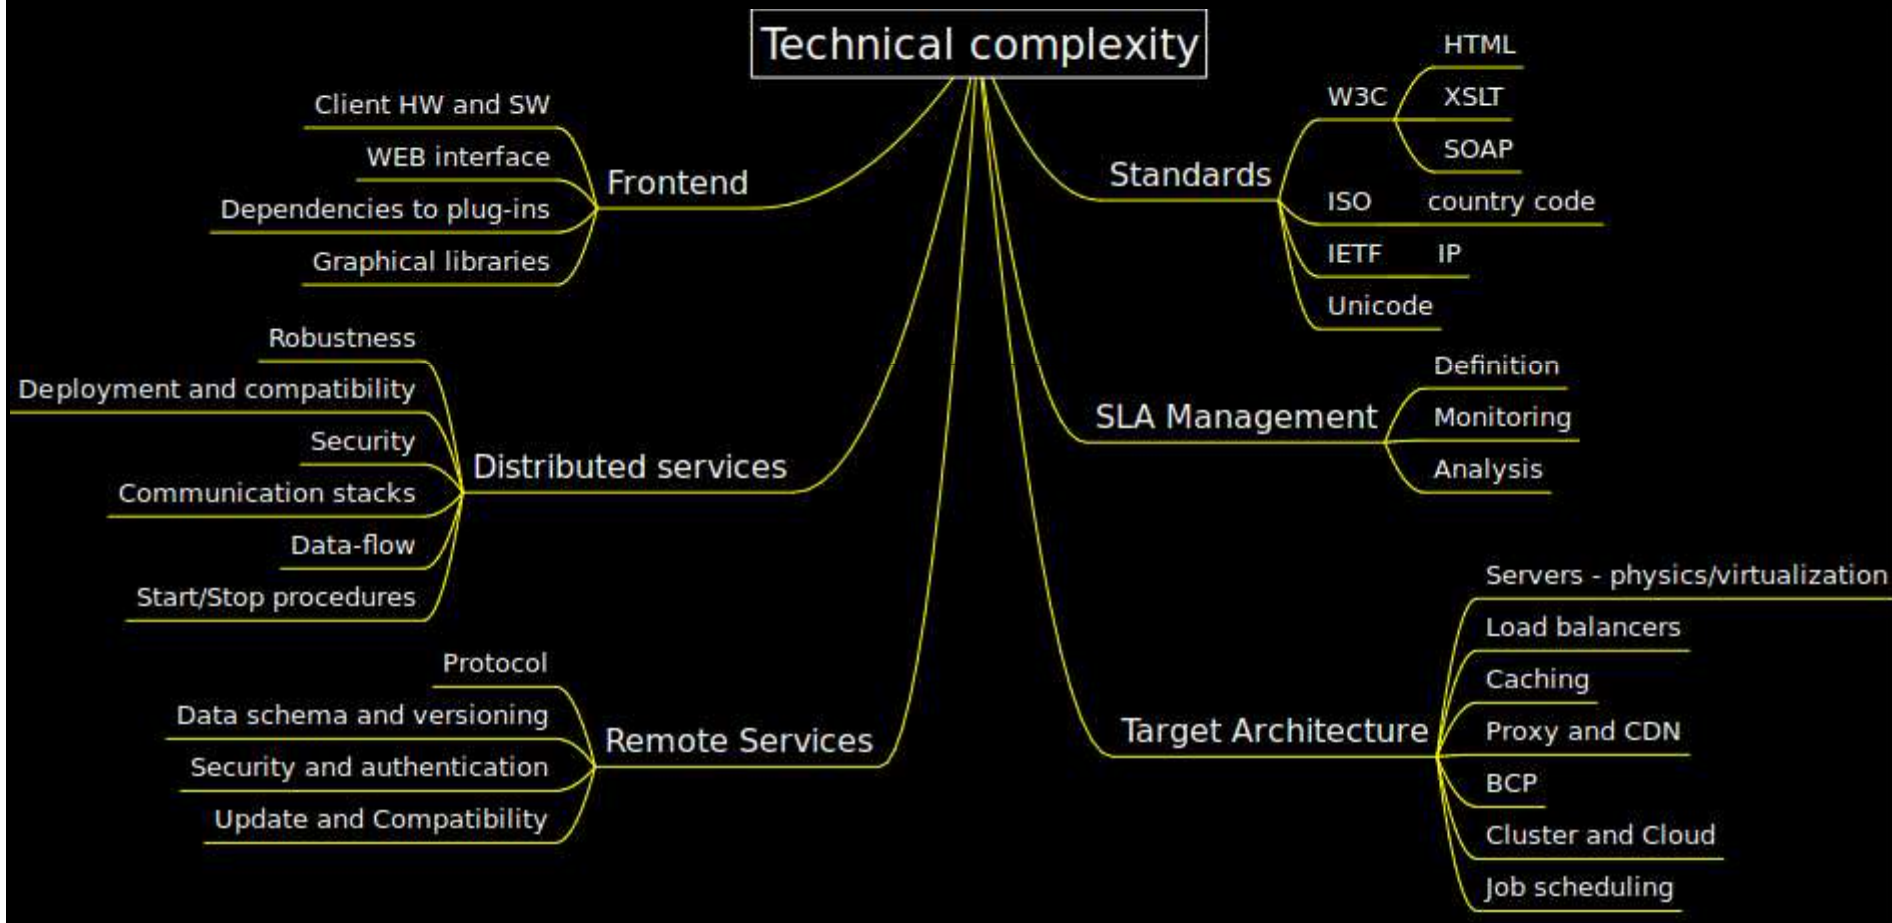 Technical complexity
Client HW and SW
WEB interface
Dependencies to plug-ins
Graphical libraries
Frontend
Robustness
Deployment and compatibility
Security
Communication stacks
Data-flow
Start/Stop procedures
Distributed services
Protocol
Data schema and versioning
Security and authentication
Update and Compatibility
Remote Services
Standards
W3C
HTML
XSLT
SOAP
ISO country code
IETF IP
Unicode
SLA Management
Definition
Monitoring
Analysis
Target Architecture
Servers - physics/virtualization
Load balancers
Caching
Proxy and CDN
BCP
Cluster and Cloud
Job scheduling